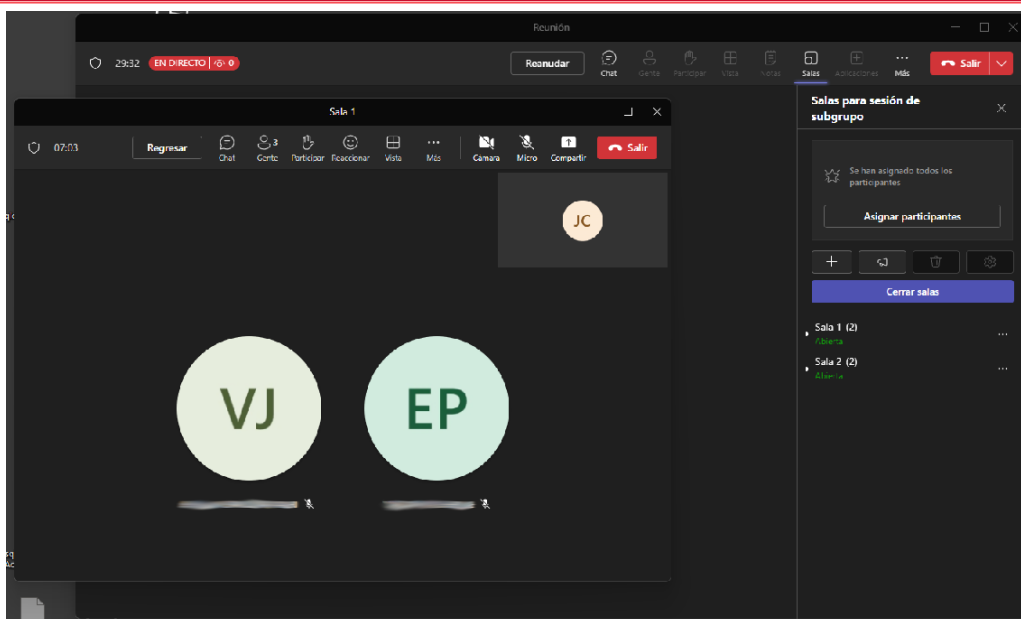 Reunión
29:32 EN DIRECTO 0
Reanudar
Chat Gente Participar Vista Notas Salas Aplicaciones Más
Salir
Sala 1
07:03
Regresar
3
Chat Gente Participar Reaccionar Vista Más Cámara Micro Compartir
Salir
JC
VJ
EP
Salas para sesión de
subgrupo
Se han asignado todos los
participantes
Asignar participantes
Cerrar salas
Sala 1 (2)
Abierta
Sala 2 (2)
Abierta